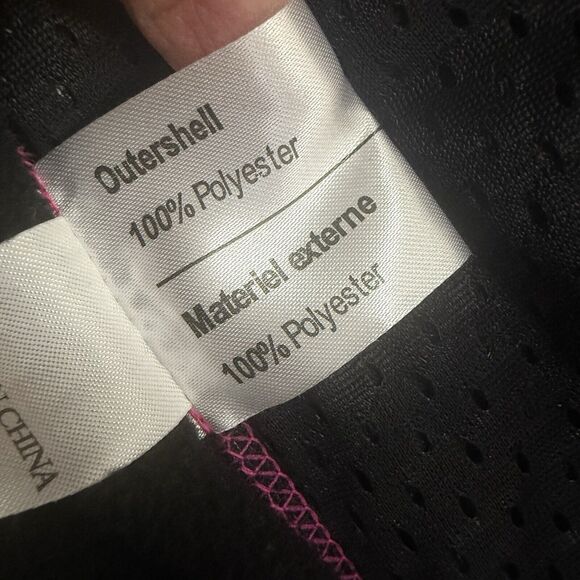 Outershell
100% Polyester
Materiel externe
100% Polyester
CHINA